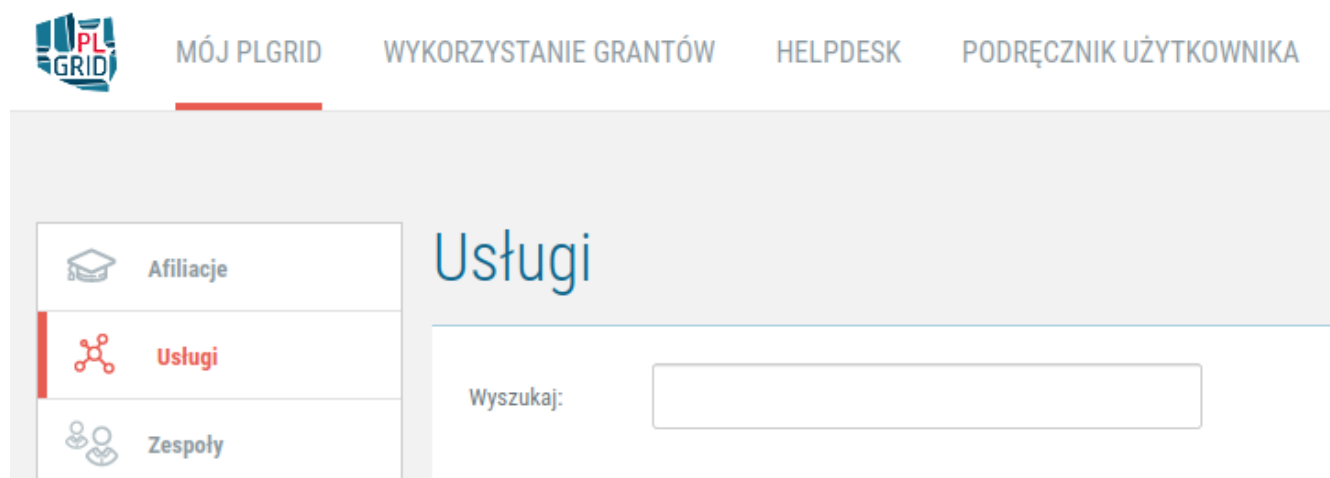 PL
GRID
MÓJ PLGRID
WYKORZYSTANIE GRANTÓW
HELPDESK
PODRĘCZNIK UŻYTKOWNIKA
Afiliacje
Usługi
Zespoły
Usługi
Wyszukaj: